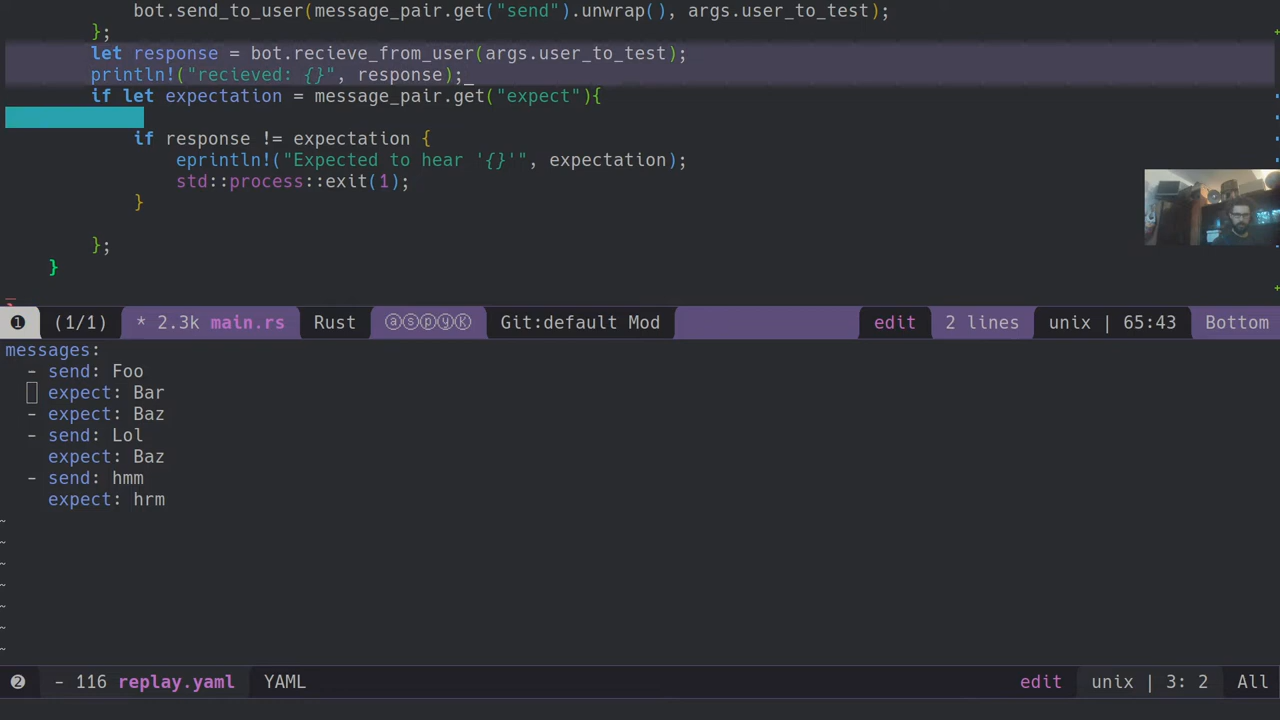 bot.send_to_user(message_pair.get("send").unwrap(), args.user_to_test);
};
let response = bot.recieve_from_user(args.user_to_test);
println!("recieved: {}", response);
if let expectation = message_pair.get("expect"){
if response != expectation {
eprintln!("Expected to hear '{}'", expectation);
std::process::exit(1);
}
};
}
❶ (1/1) * 2.3k main.rs Rust ⓐⓢⓟⓨⓀ Git:default Mod edit 2 lines unix | 65:43 Bottom
messages:
- send: Foo
expect: Bar
- expect: Baz
- send: Lol
expect: Baz
- send: hmm
expect: hrm
~
~
~
~
~
~
~
❷ - 116 replay.yaml YAML edit unix | 3: 2 All